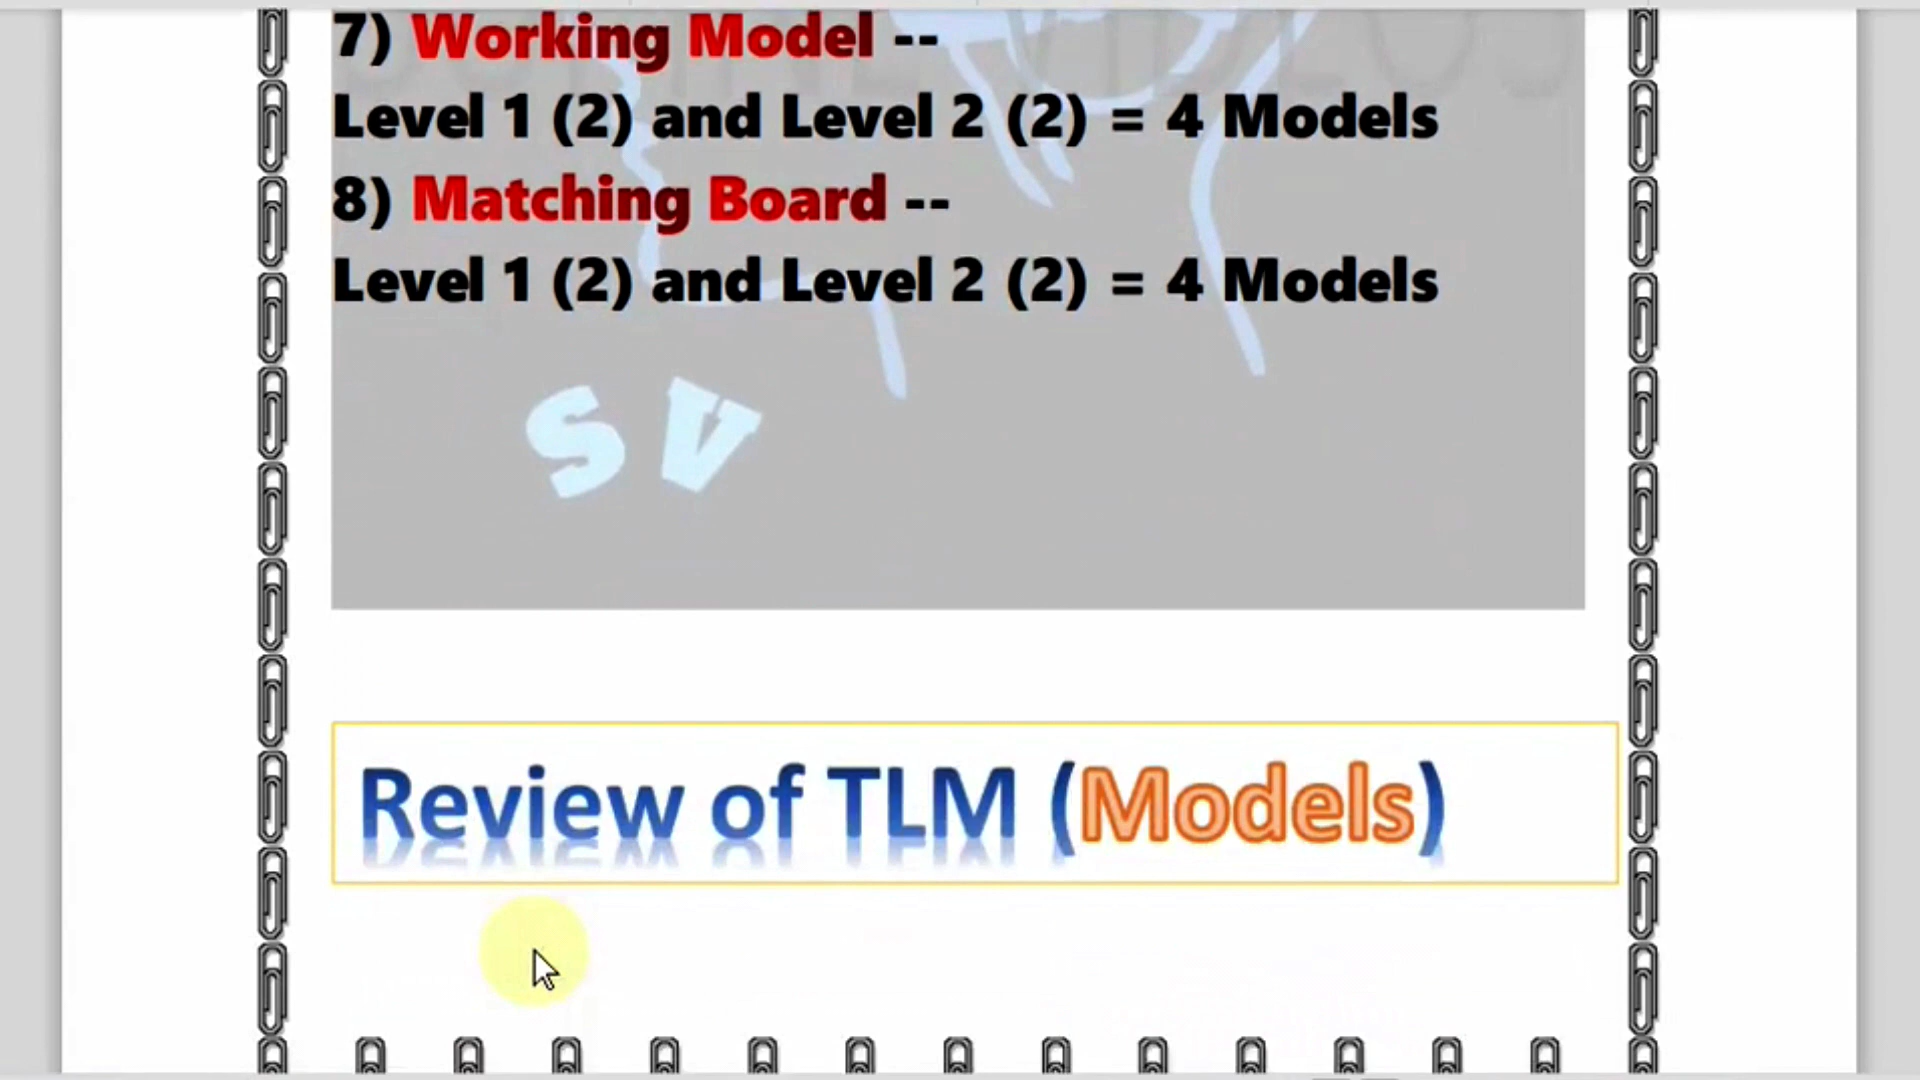 7) Working Model --
Level 1 (2) and Level 2 (2) = 4 Models
8) Matching Board --
Level 1 (2) and Level 2 (2) = 4 Models
S V
Review of TLM (Models)